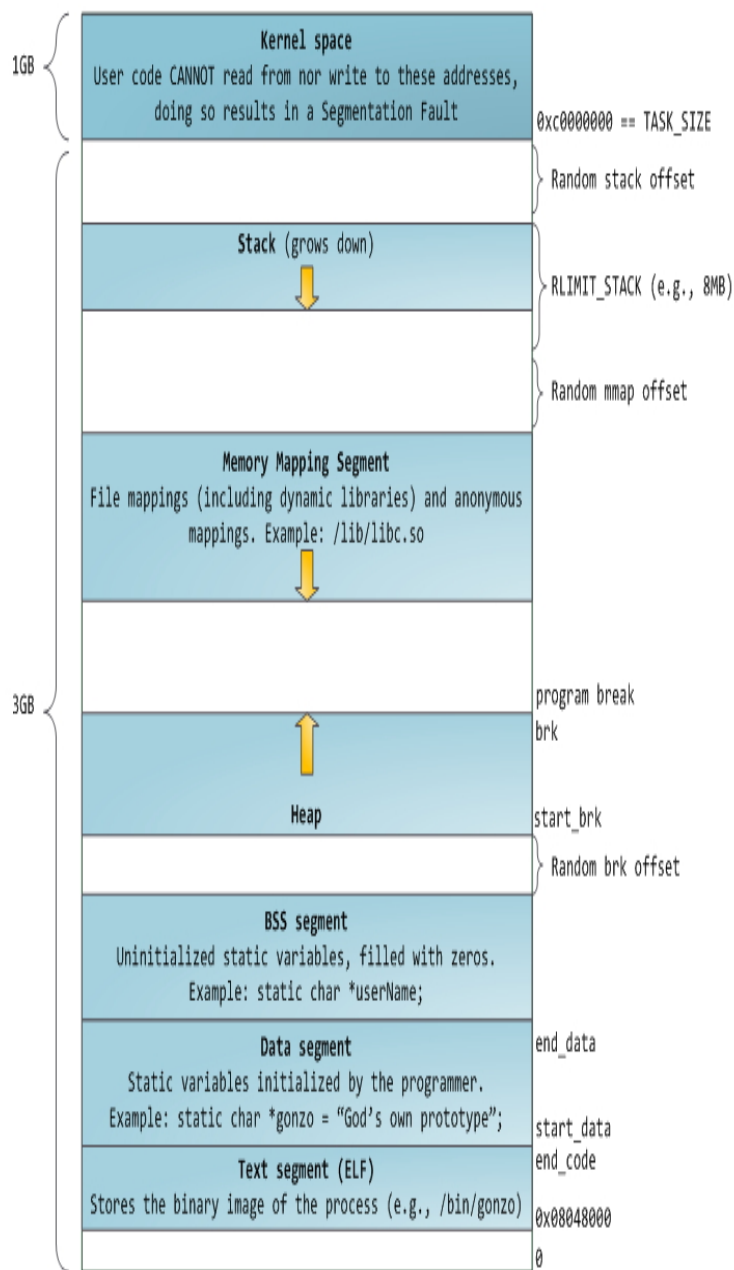 Kernel space
1GB
User code CANNOT read from nor write to these addresses,
doing so results in a Segmentation Fault
0xc0000000 == TASK_SIZE
Random stack offset
Stack (grows down)
RLIMIT_STACK (e.g., 8MB)
Random mmap offset
Memory Mapping Segment
File mappings (including dynamic libraries) and anonymous
mappings. Example: /lib/libc.so
3GB
program break
brk
Heap
start_brk
Random brk offset
BSS segment
Uninitialized static variables, filled with zeros.
Example: static char *userName;
Data segment
end_data
Static variables initialized by the programmer.
Example: static char *gonzo = “God’s own prototype”;
start_data
end_code
Text segment (ELF)
Stores the binary image of the process (e.g., /bin/gonzo)
0x08048000
0